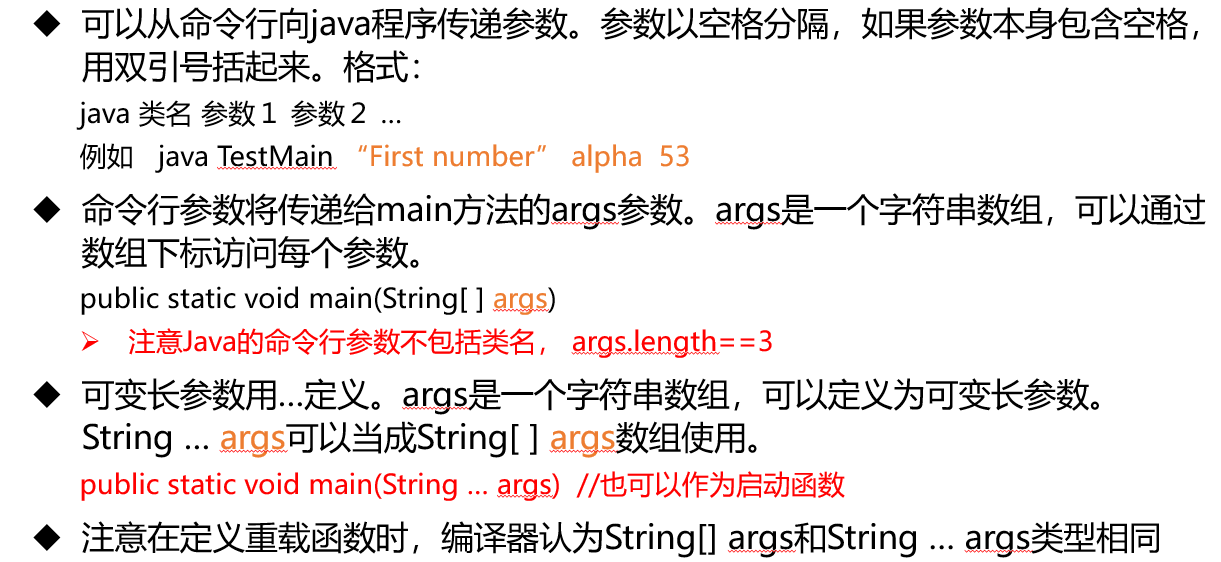 ◆ 可以从命令行向java程序传递参数。参数以空格分隔，如果参数本身包含空格，
用双引号括起来。格式：
java 类名 参数１ 参数２ …
例如 java TestMain “First number” alpha 53
◆ 命令行参数将传递给main方法的args参数。args是一个字符串数组，可以通过
数组下标访问每个参数。
public static void main(String[ ] args)
➢ 注意Java的命令行参数不包括类名， args.length==3
◆ 可变长参数用…定义。args是一个字符串数组，可以定义为可变长参数。
String … args可以当成String[ ] args数组使用。
public static void main(String … args) //也可以作为启动函数
◆ 注意在定义重载函数时，编译器认为String[] args和String … args类型相同